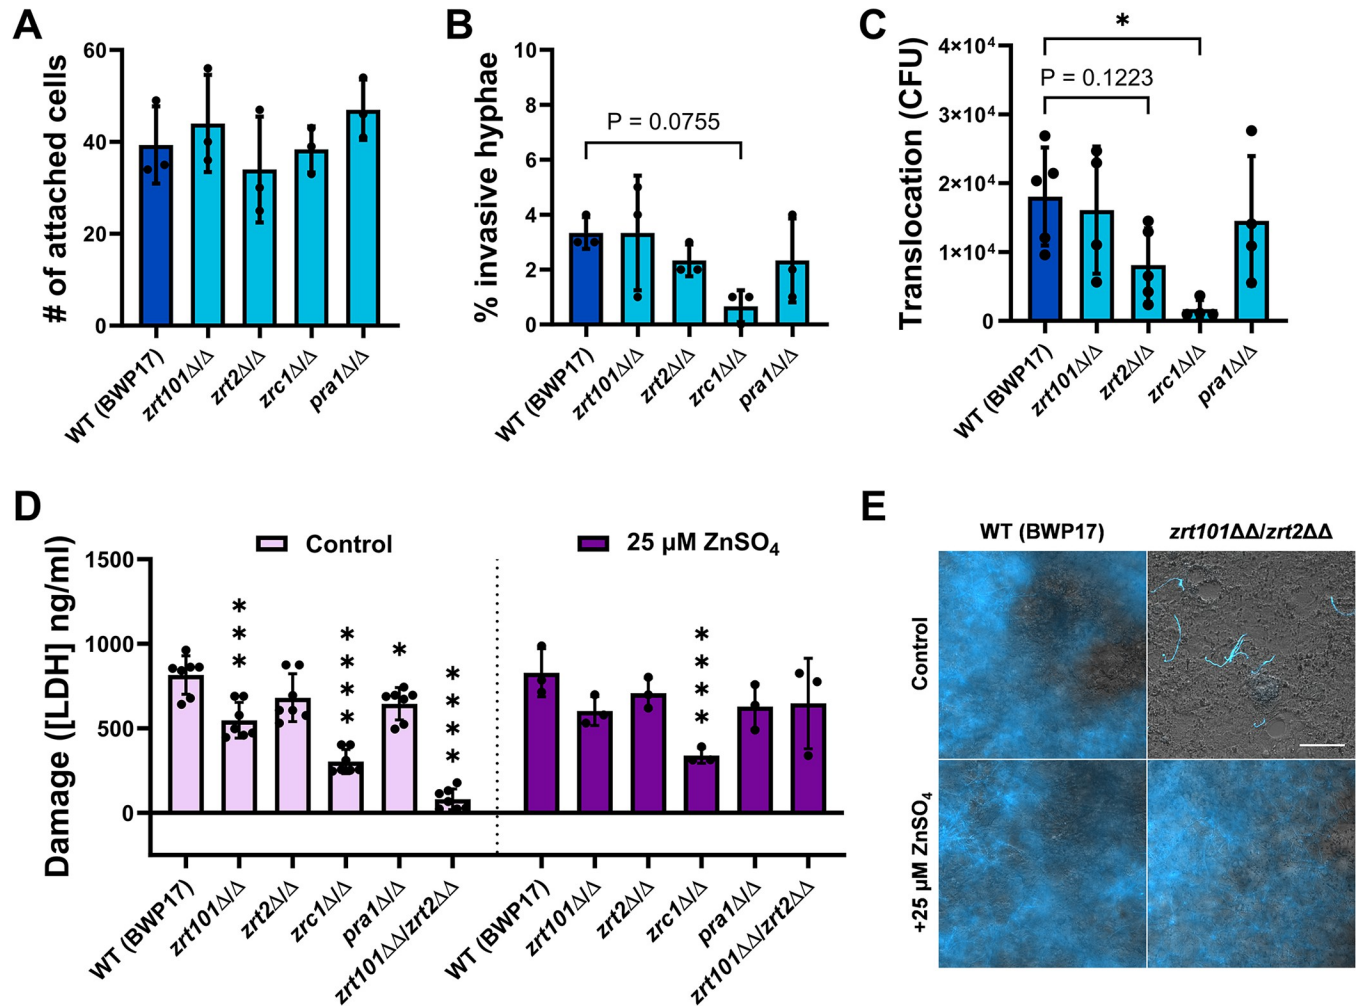 A
# of attached cells
60
40
20
0
WT (BWP17)
zrt101Δ/Δ
zrt2Δ/Δ
zrc1Δ/Δ
pra1Δ/Δ
B
% invasive hyphae
10
8
6
4
2
0
P = 0.0755
WT (BWP17)
zrt101Δ/Δ
zrt2Δ/Δ
zrc1Δ/Δ
pra1Δ/Δ
C
Translocation (CFU)
4×10⁴
3×10⁴
2×10⁴
1×10⁴
0
*
P = 0.1223
WT (BWP17)
zrt101Δ/Δ
zrt2Δ/Δ
zrc1Δ/Δ
pra1Δ/Δ
D
Control
25 µM ZnSO₄
Damage ([LDH] ng/ml)
1500
1000
500
0
***
****
*
****
****
WT (BWP17)
zrt101Δ/Δ
zrt2Δ/Δ
zrc1Δ/Δ
pra1Δ/Δ
zrt101ΔΔ/zrt2ΔΔ
WT (BWP17)
zrt101Δ/Δ
zrt2Δ/Δ
zrc1Δ/Δ
pra1Δ/Δ
zrt101ΔΔ/zrt2ΔΔ
E
WT (BWP17)
zrt101ΔΔ/zrt2ΔΔ
Control
+25 µM ZnSO₄